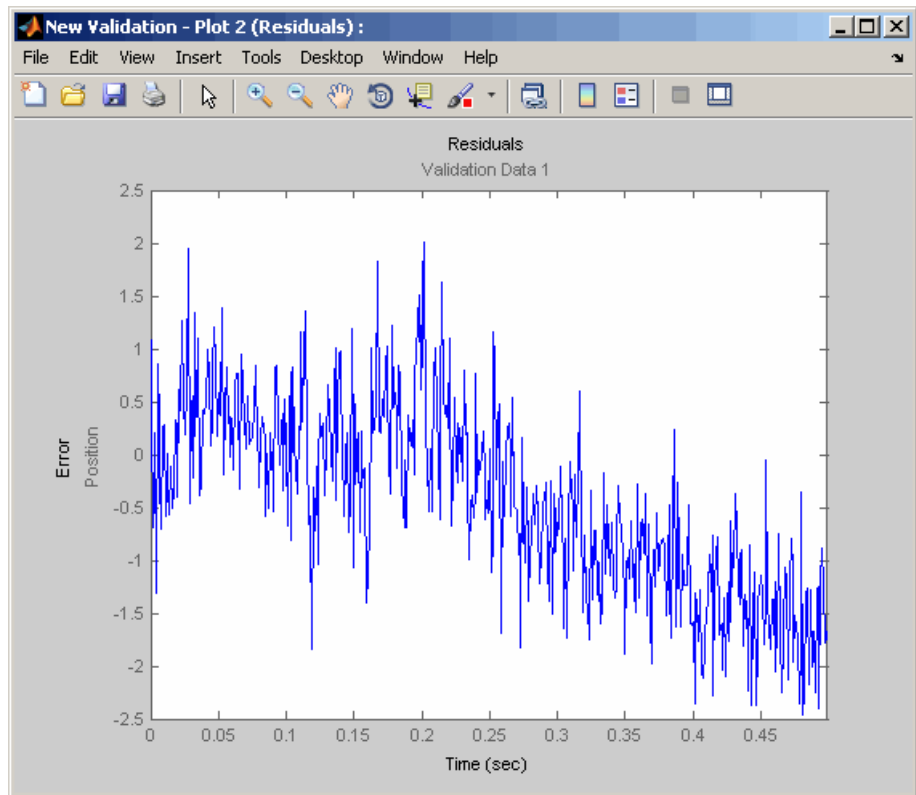 New Validation - Plot 2 (Residuals) :
File Edit View Insert Tools Desktop Window Help
Residuals
Validation Data 1
2.5
2
1.5
1
0.5
0
-0.5
-1
-1.5
-2
-2.5
Error
Position
0 0.05 0.1 0.15 0.2 0.25 0.3 0.35 0.4 0.45
Time (sec)